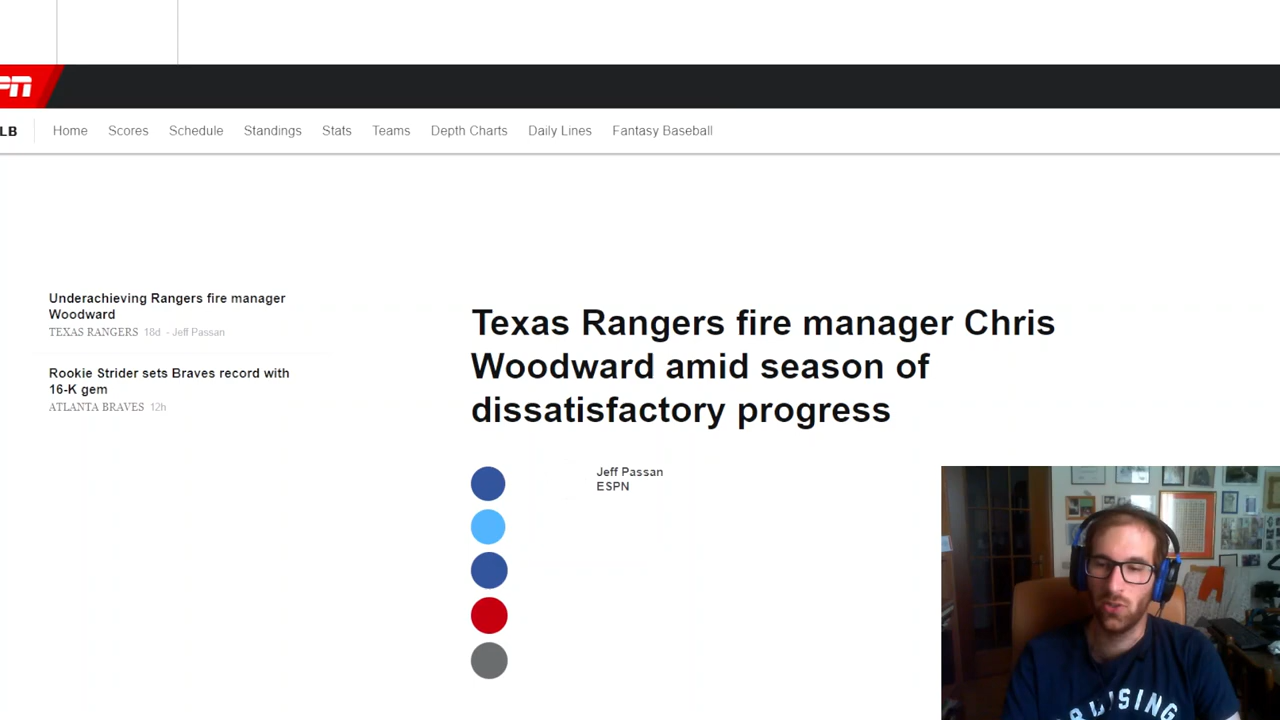 LB
Home
Scores
Schedule
Standings
Stats
Teams
Depth Charts
Daily Lines
Fantasy Baseball
Underachieving Rangers fire manager
Woodward
TEXAS RANGERS 18d - Jeff Passan
Rookie Strider sets Braves record with
16-K gem
ATLANTA BRAVES 12h
Texas Rangers fire manager Chris
Woodward amid season of
dissatisfactory progress
Jeff Passan
ESPN